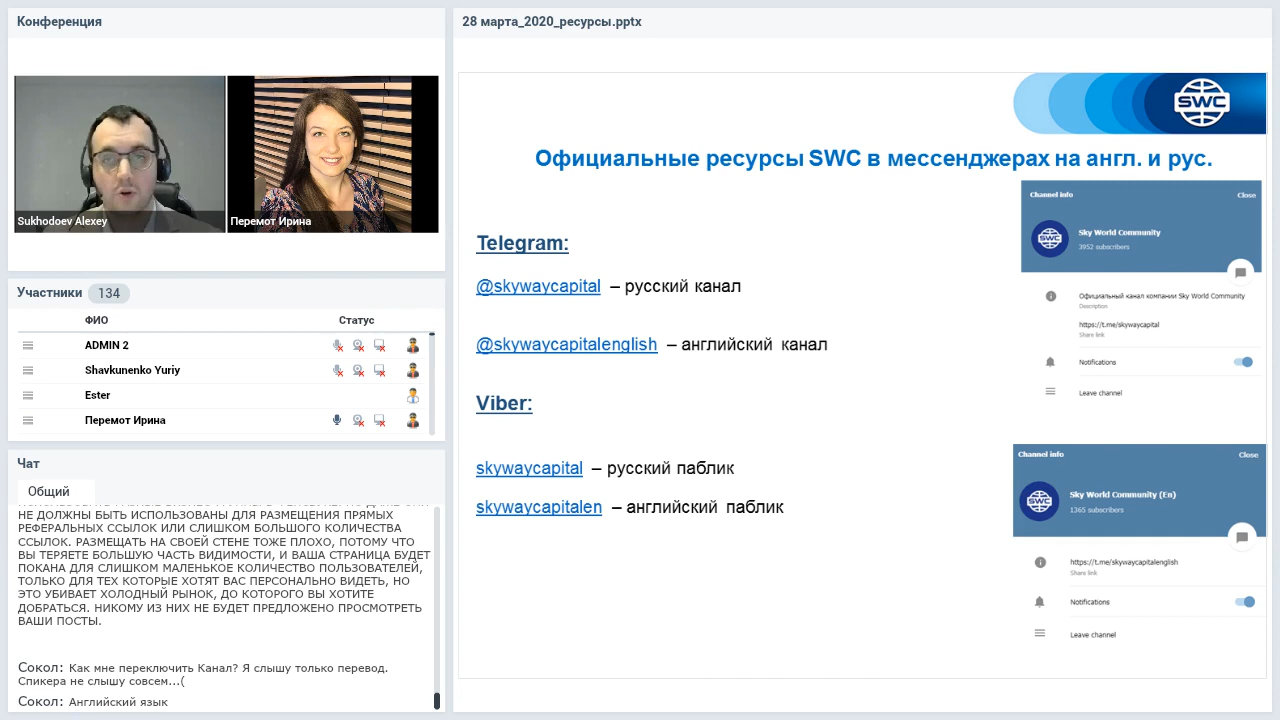 Конференция
Sukhodoev Alexey
Перемот Ирина
Участники 134
ФИО Статус
ADMIN 2
Shavkunenko Yuriy
Ester
Перемот Ирина
Чат
Общий
НЕ ДОЛЖНЫ БЫТЬ ИСПОЛЬЗОВАНЫ ДЛЯ РАЗМЕЩЕНИЯ ПРЯМЫХ
РЕФЕРАЛЬНЫХ ССЫЛОК ИЛИ СЛИШКОМ БОЛЬШОГО КОЛИЧЕСТВА
ССЫЛОК. РАЗМЕЩАТЬ НА СВОЕЙ СТЕНЕ ТОЖЕ ПЛОХО, ПОТОМУ ЧТО
ВЫ ТЕРЯЕТЕ БОЛЬШУЮ ЧАСТЬ ВИДИМОСТИ, И ВАША СТРАНИЦА БУДЕТ
ПОКАНА ДЛЯ СЛИШКОМ МАЛЕНЬКОЕ КОЛИЧЕСТВО ПОЛЬЗОВАТЕЛЕЙ,
ТОЛЬКО ДЛЯ ТЕХ КОТОРЫЕ ХОТЯТ ВАС ПЕРСОНАЛЬНО ВИДЕТЬ, НО
ЭТО УБИВАЕТ ХОЛОДНЫЙ РЫНОК, ДО КОТОРОГО ВЫ ХОТИТЕ
ДОБРАТЬСЯ. НИКОМУ ИЗ НИХ НЕ БУДЕТ ПРЕДЛОЖЕНО ПРОСМОТРЕТЬ
ВАШИ ПОСТЫ.
Сокол: Как мне переключить Канал? Я слышу только перевод.
Спикера не слышу совсем...(
Сокол: Английский язык
28 марта_2020_ресурсы.pptx
SWC
Официальные ресурсы SWC в мессенджерах на англ. и рус.
Telegram:
@skywaycapital – русский канал
@skywaycapitalenglish – английский канал
Viber:
skywaycapital – русский паблик
skywaycapitalen – английский паблик
Channel info Close
SWC
Sky World Community
3952 subscribers
Официальный канал компании Sky World Community
Description
https://t.me/skywaycapital
Share link
Notifications
Leave channel
Channel info Close
SWC
Sky World Community (En)
1365 subscribers
https://t.me/skywaycapitalenglish
Share link
Notifications
Leave channel